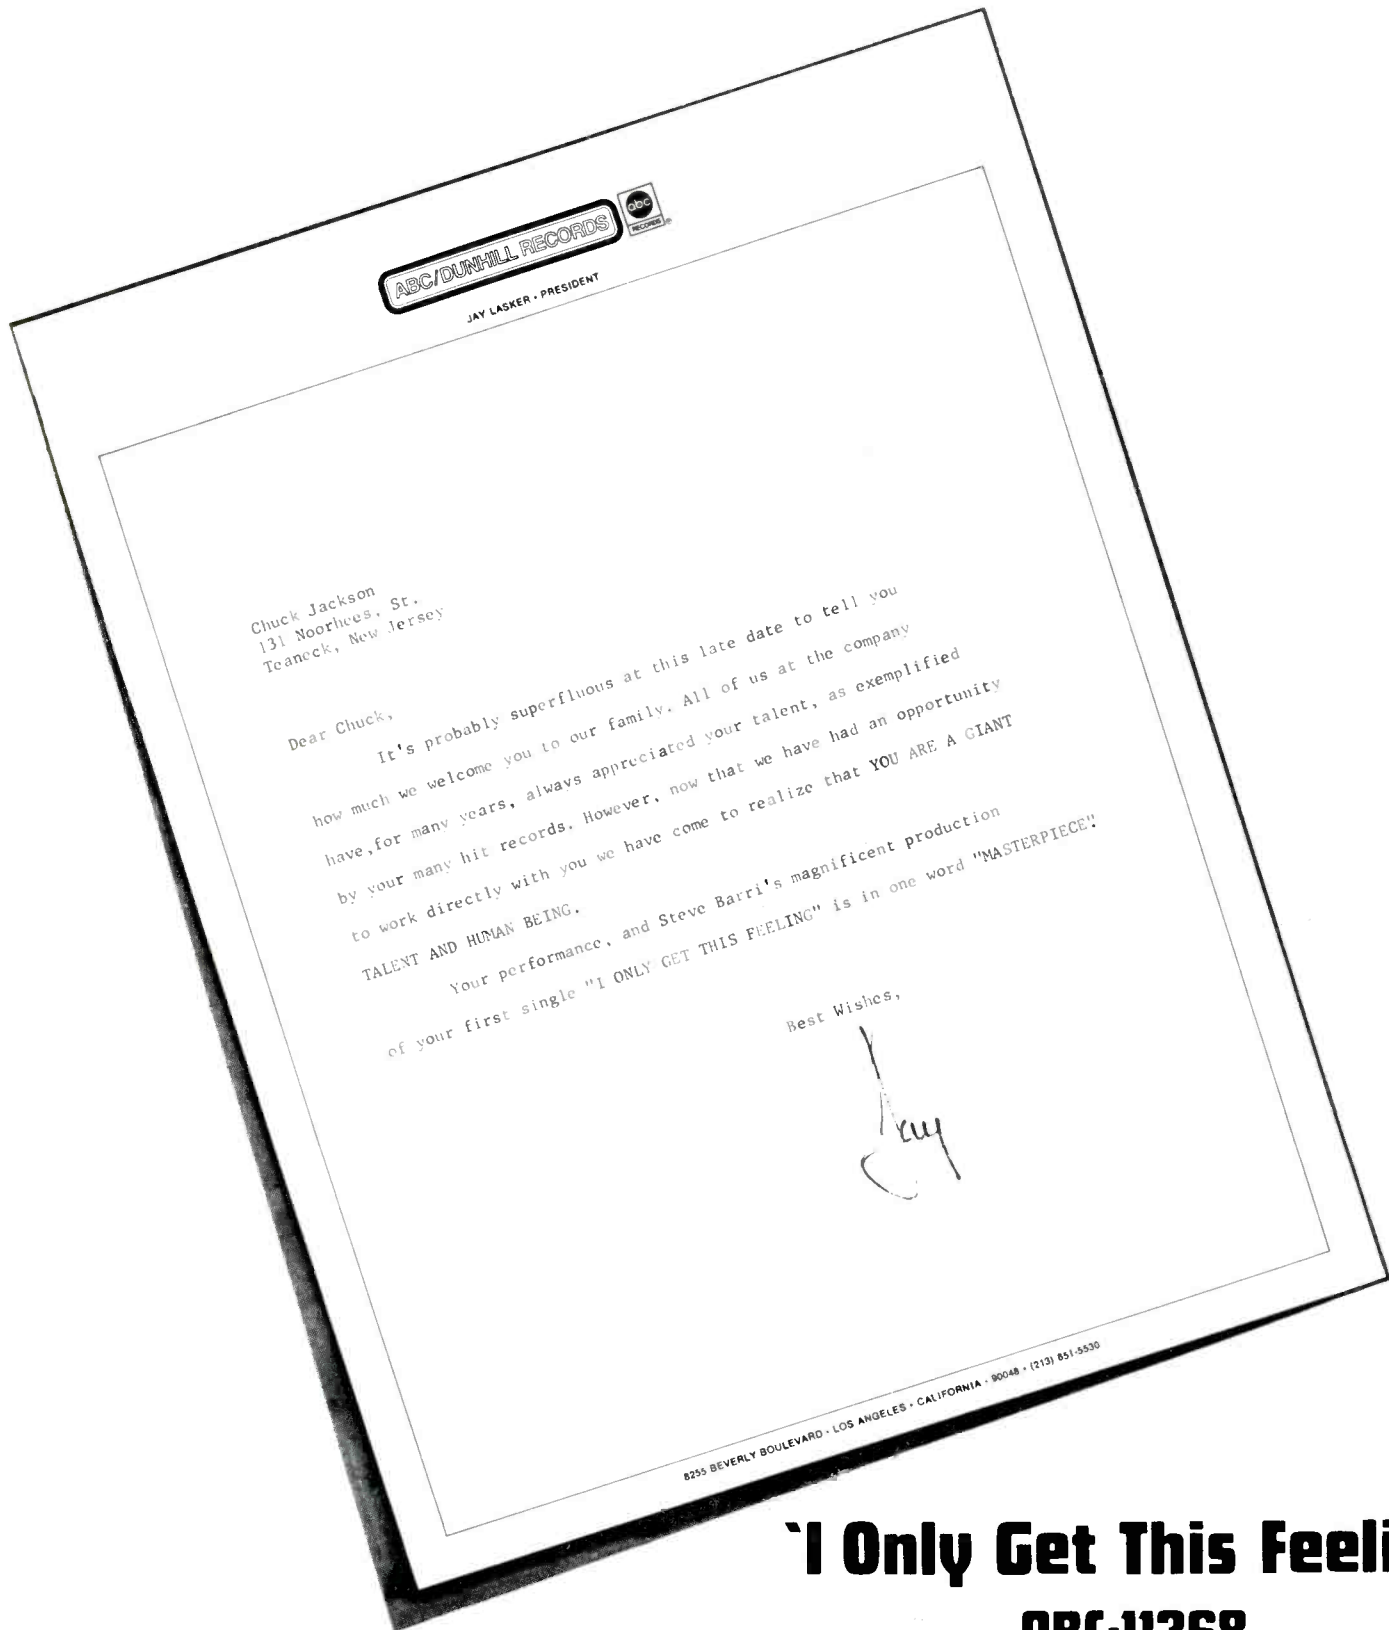 ABC/DUNHILL RECORDS
abc
RECORDS
JAY LASKER • PRESIDENT
Chuck Jackson
131 Noorhees, St.
Teaneck, New Jersey
Dear Chuck,
It's probably superfluous at this late date to tell you
how much we welcome you to our family. All of us at the company
have,for many years, always appreciated your talent, as exemplified
by your many hit records. However, now that we have had an opportunity
to work directly with you we have come to realize that YOU ARE A GIANT
TALENT AND HUMAN BEING.
Your performance, and Steve Barri's magnificent production
of your first single "I ONLY GET THIS FEELING" is in one word "MASTERPIECE".
Best Wishes,
Jay
8255 BEVERLY BOULEVARD • LOS ANGELES • CALIFORNIA • 90048 • (213) 851-5530
"I Only Get This Feeli
ABC-11368